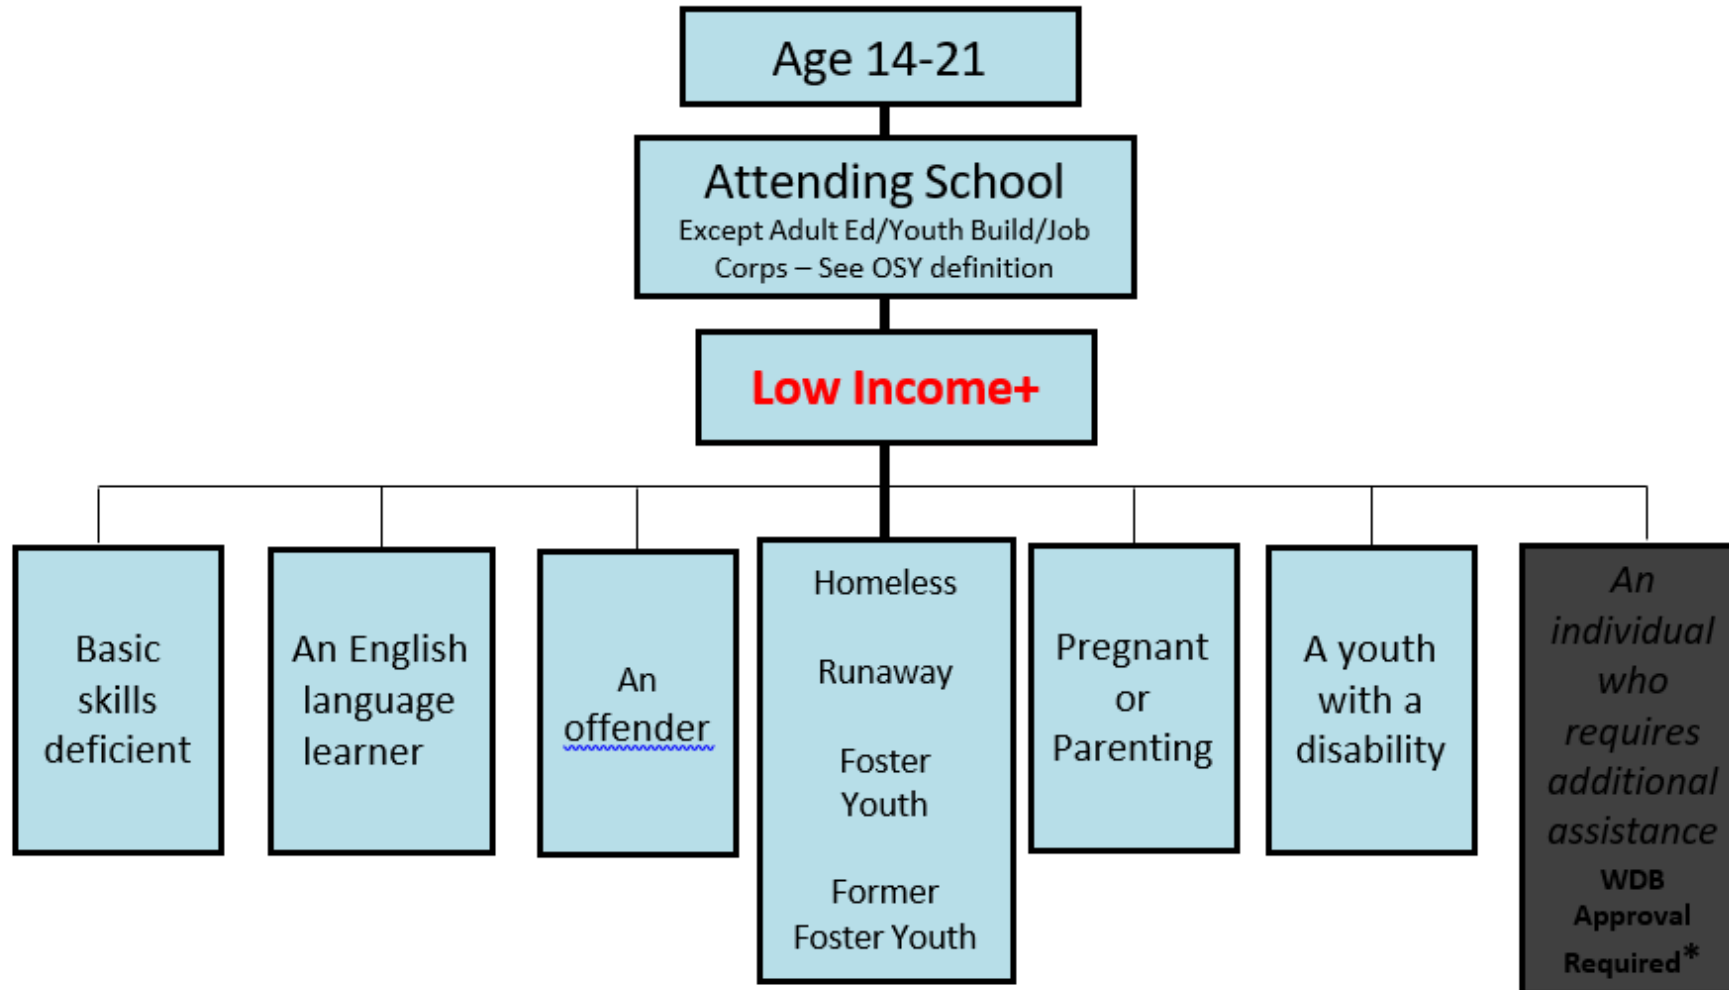 Age 14-21
Attending School
Except Adult Ed/Youth Build/Job
Corps – See OSY definition
Low Income+
Basic
skills
deficient
An English
language
learner
An
offender
Homeless
Runaway
Foster
Youth
Former
Foster Youth
Pregnant
or
Parenting
A youth
with a
disability
An
individual
who
requires
additional
assistance
WDB
Approval
Required*